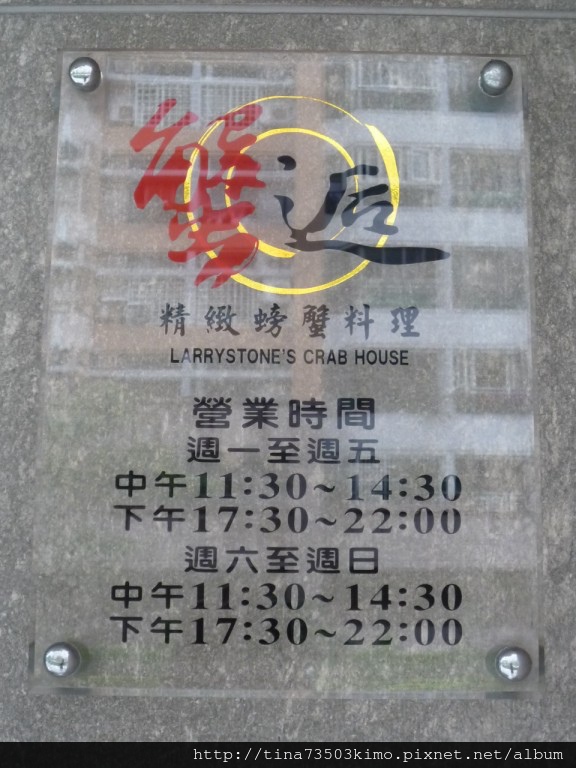 蟹逅
精緻螃蟹料理
LARRYSTONE'S CRAB HOUSE
營業時間
週一至週五
中午11:30~14:30
下午17:30~22:00
週六至週日
中午11:30~14:30
下午17:30~22:00
http://tina73503kimo.pixnet.net/album